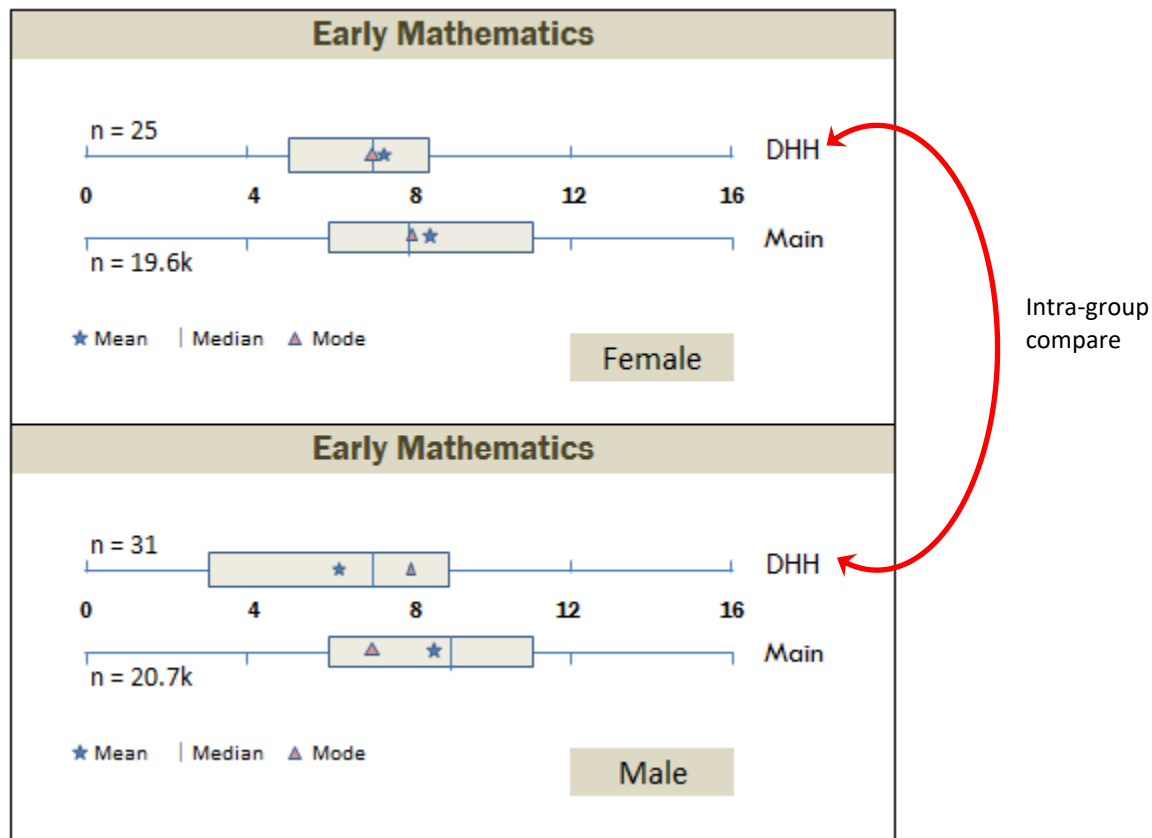 Early Mathematics
n = 25
DHH
0 4 8 12 16
Main
n = 19.6k
Mean Median Mode
Female
Intra-group
compare
Early Mathematics
n = 31
DHH
0 4 8 12 16
Main
n = 20.7k
Mean Median Mode
Male